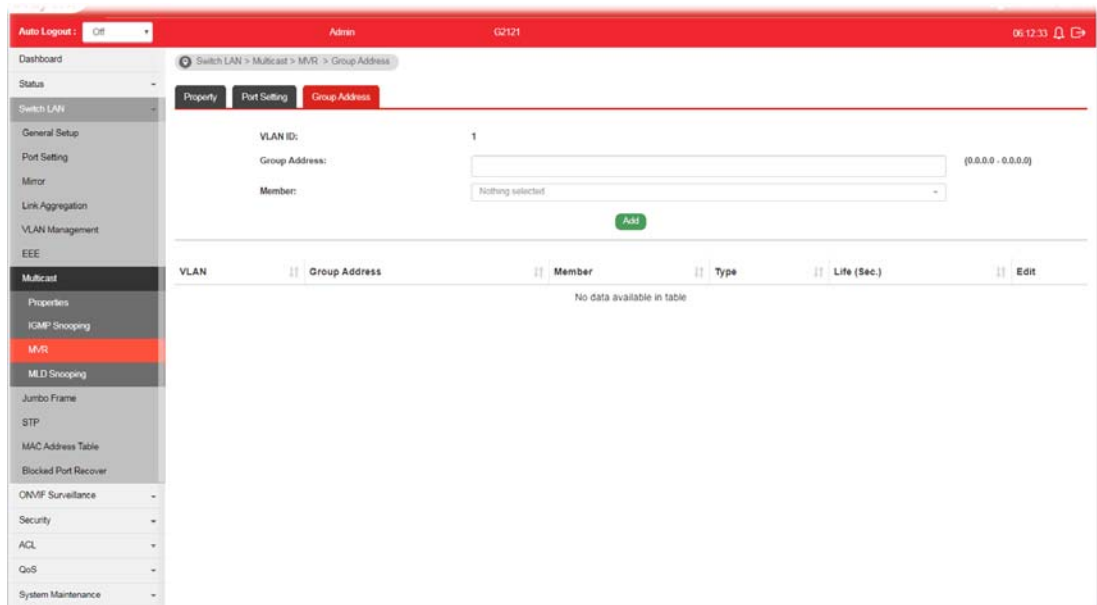 Auto Logout : Off Admin G2121 06:12:33
Dashboard
Switch LAN > Multicast > MVR > Group Address
Status
Property Port Setting Group Address
Switch LAN
General Setup
VLAN ID: 1
Port Setting
Group Address: (0.0.0.0 - 0.0.0.0)
Mirror
Member: Nothing selected
Link Aggregation
Add
VLAN Management
EEE
VLAN Group Address Member Type Life (Sec.) Edit
Multicast
No data available in table
Properties
IGMP Snooping
MVR
MLD Snooping
Jumbo Frame
STP
MAC Address Table
Blocked Port Recover
ONVIF Surveillance
Security
ACL
QoS
System Maintenance